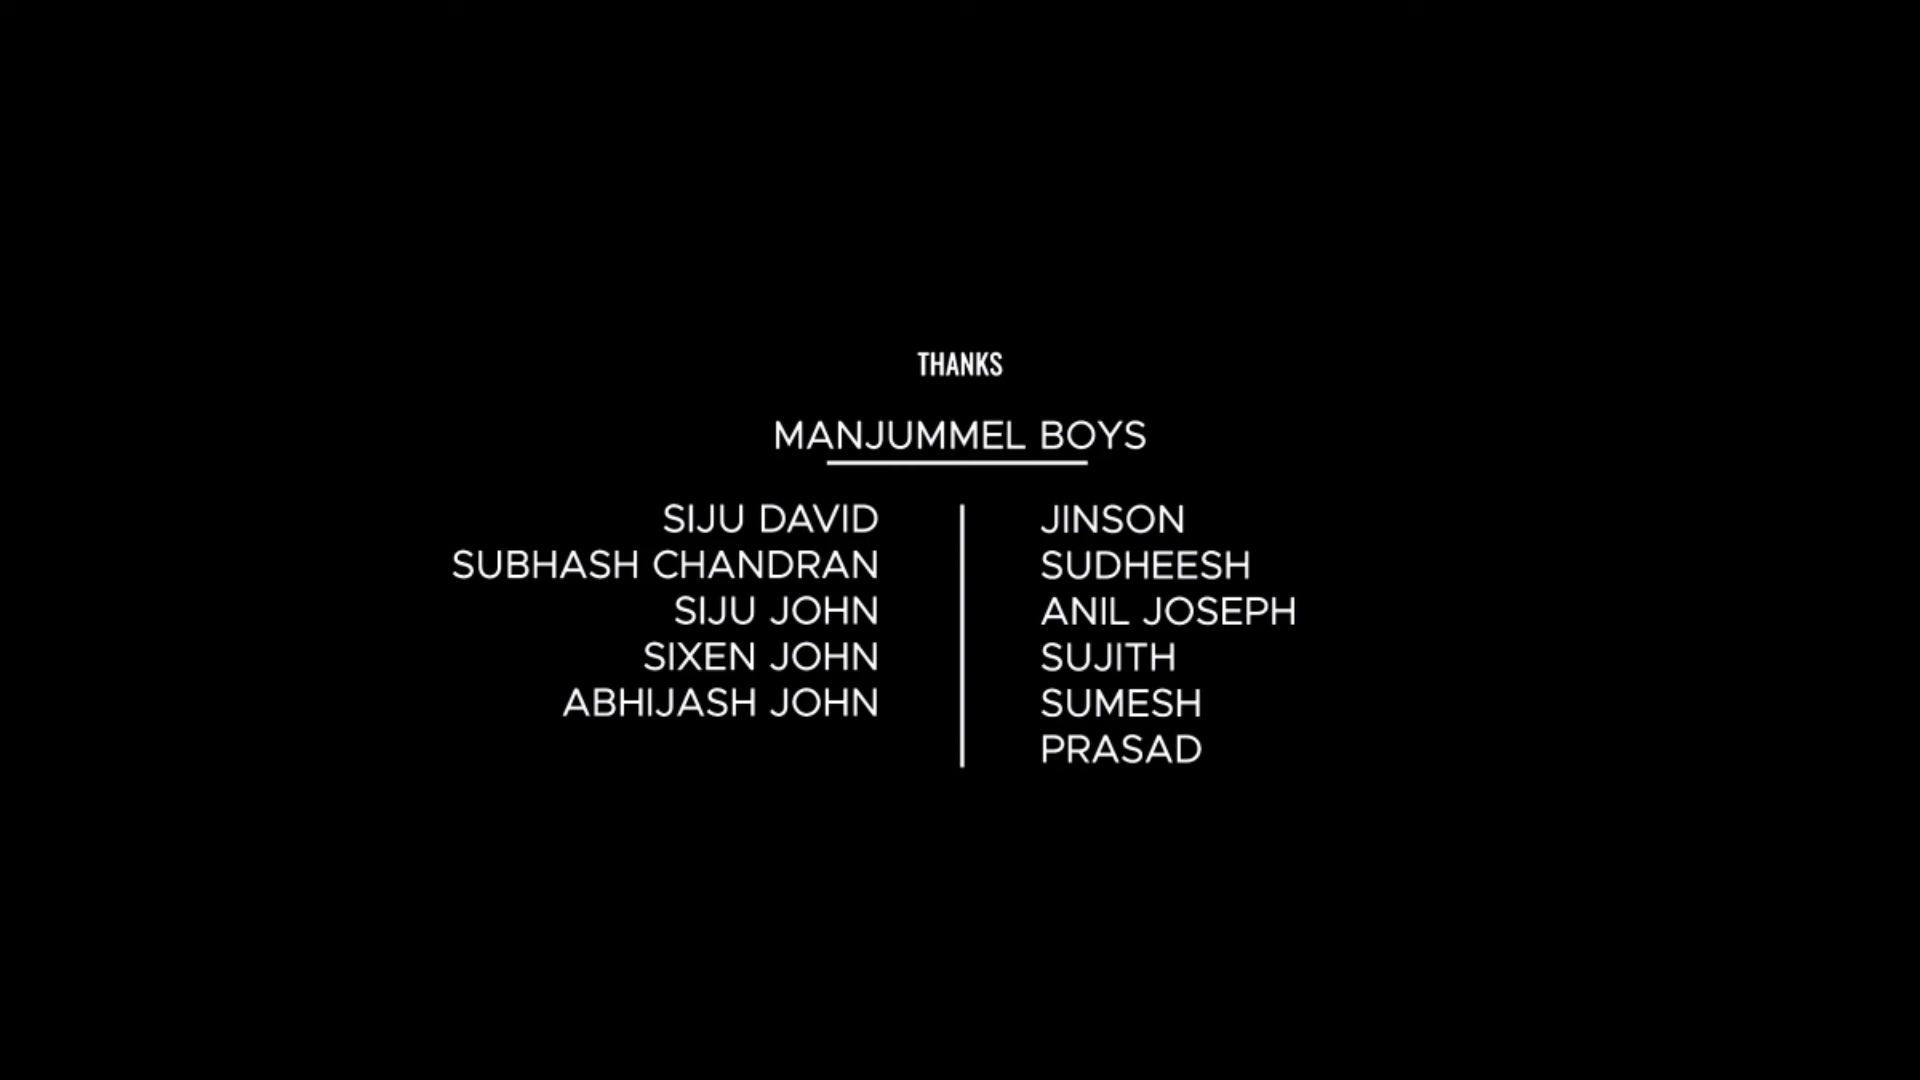 THANKS
MANJUMMEL BOYS
SIJU DAVID
SUBHASH CHANDRAN
SIJU JOHN
SIXEN JOHN
ABHIJASH JOHN
JINSON
SUDHEESH
ANIL JOSEPH
SUJITH
SUMESH
PRASAD